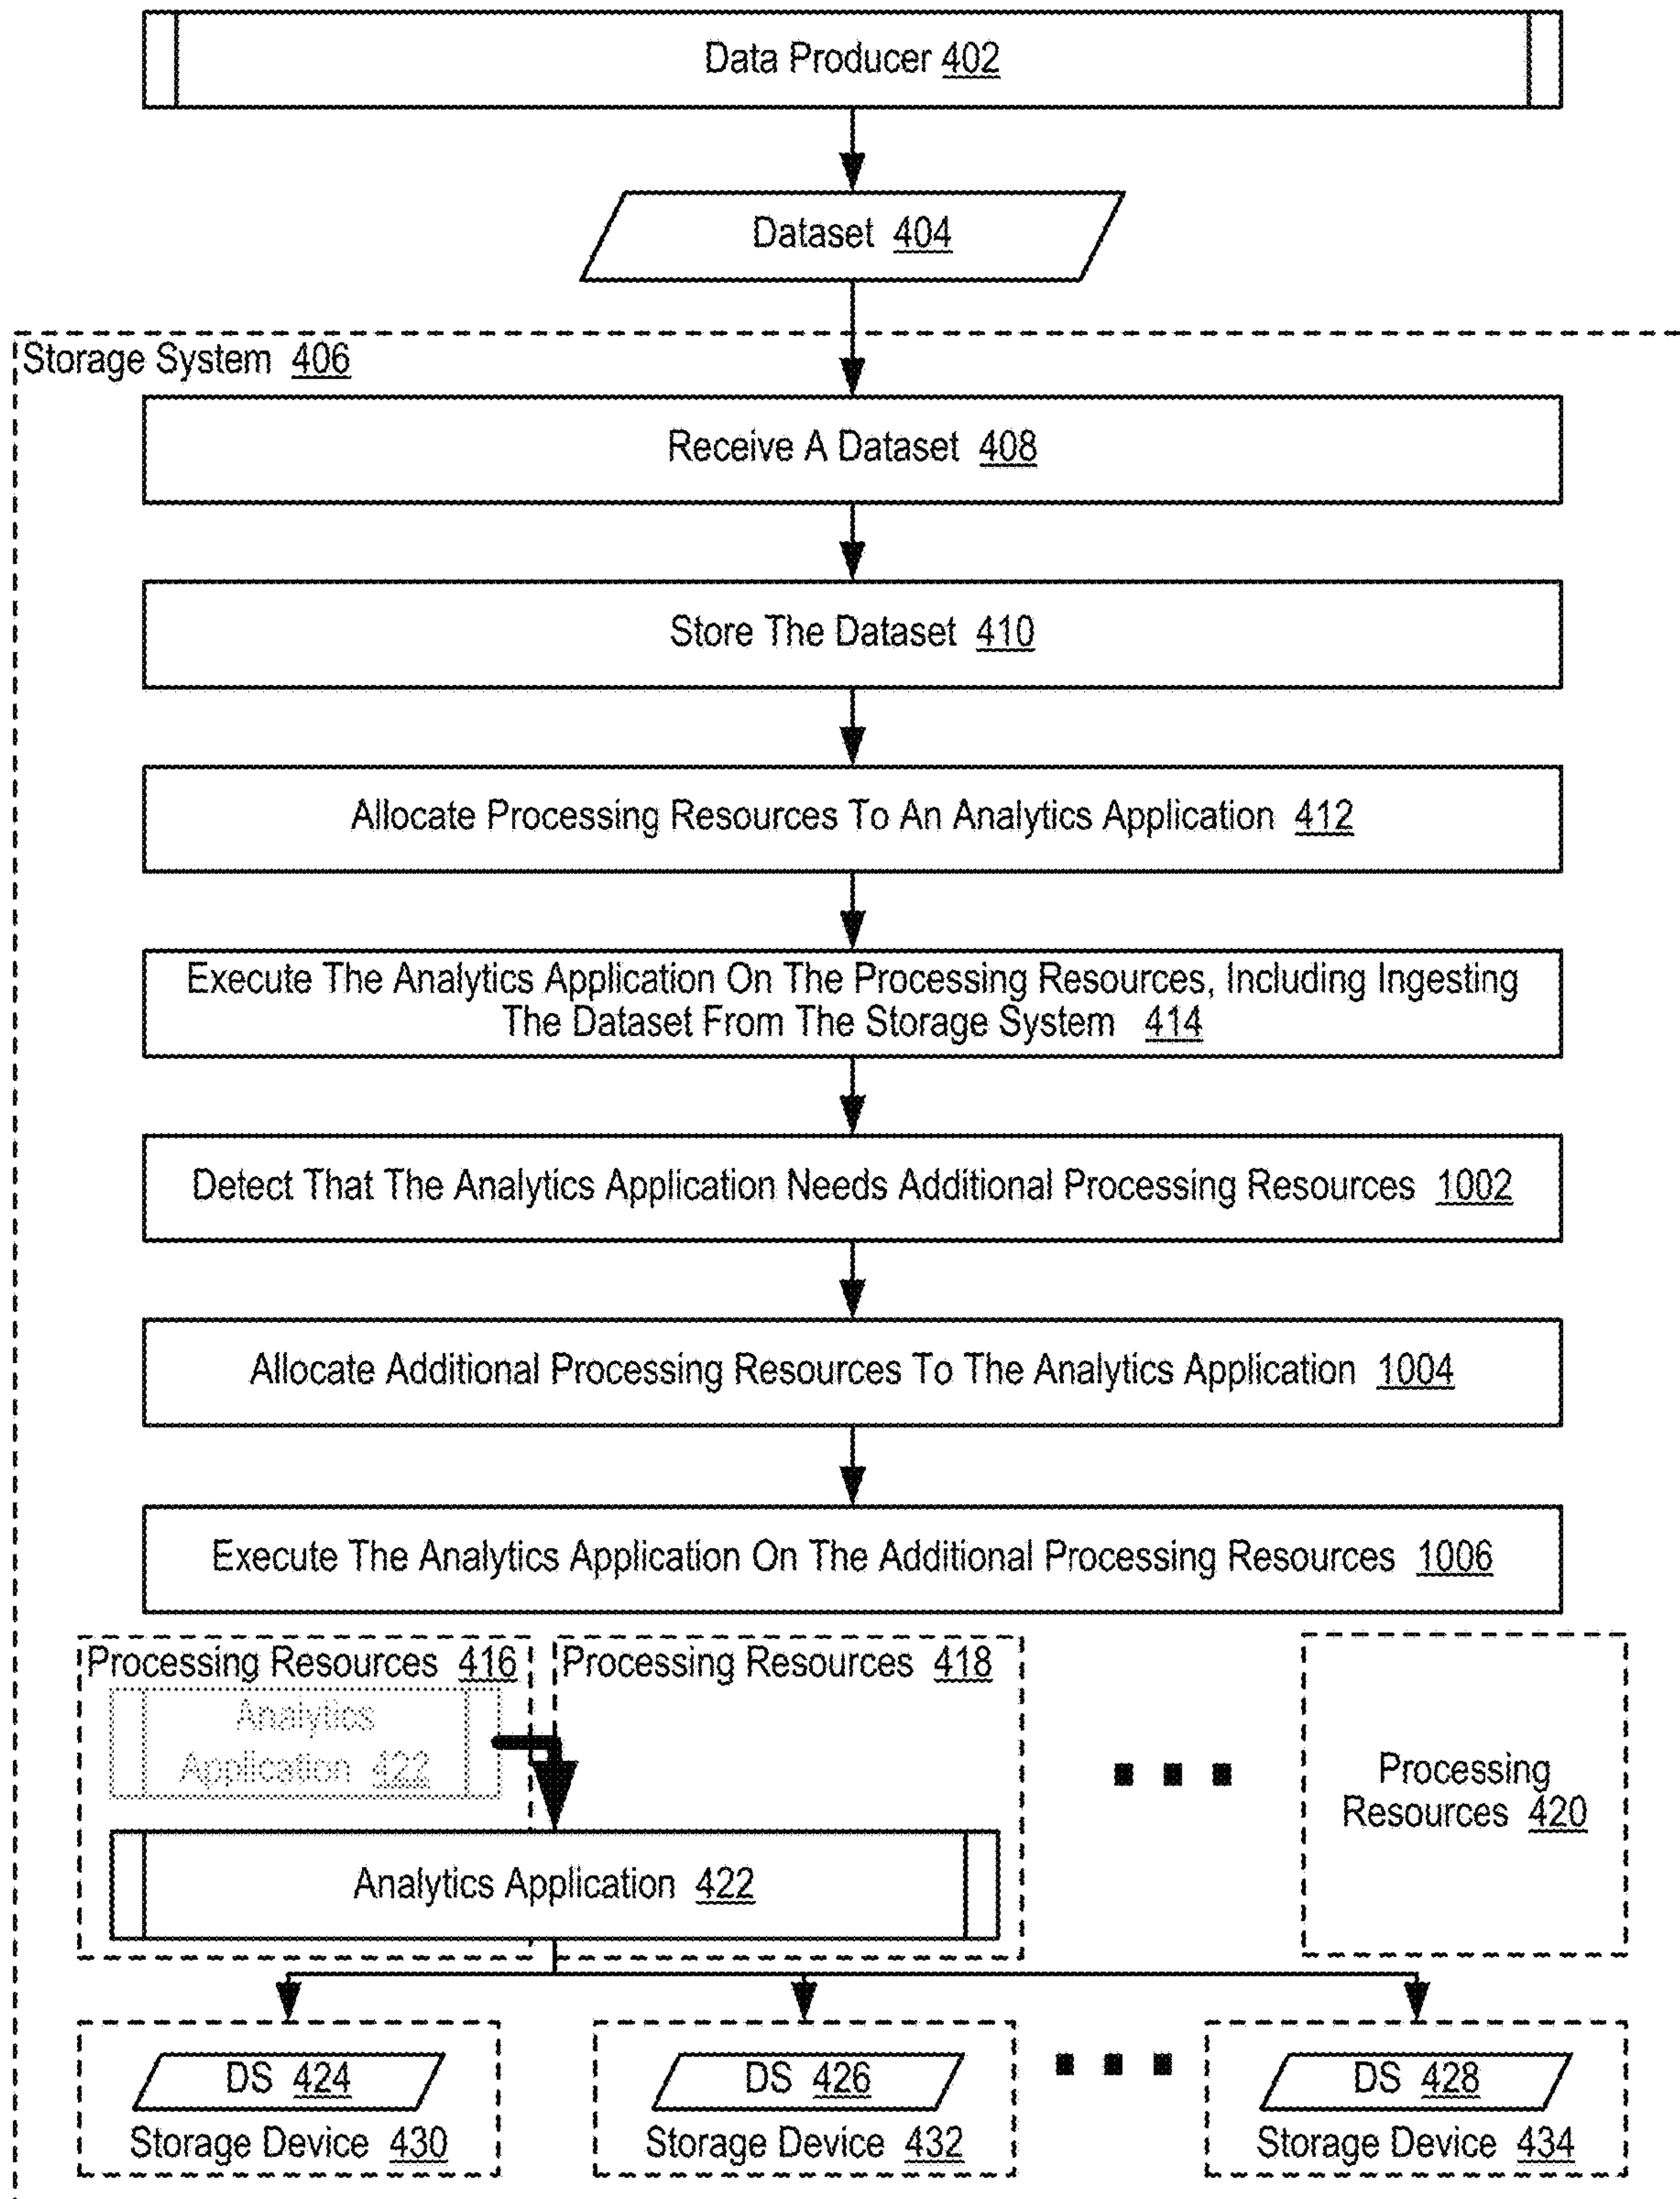 Data Producer 402
Dataset 404
Storage System 406
Receive A Dataset 408
Store The Dataset 410
Allocate Processing Resources To An Analytics Application 412
Execute The Analytics Application On The Processing Resources, Including Ingesting
The Dataset From The Storage System 414
Detect That The Analytics Application Needs Additional Processing Resources 1002
Allocate Additional Processing Resources To The Analytics Application 1004
Execute The Analytics Application On The Additional Processing Resources 1006
Processing Resources 416
Processing Resources 418
Analytics
Application 422
Processing
Resources 420
Analytics Application 422
DS 424
DS 426
DS 428
Storage Device 430
Storage Device 432
Storage Device 434